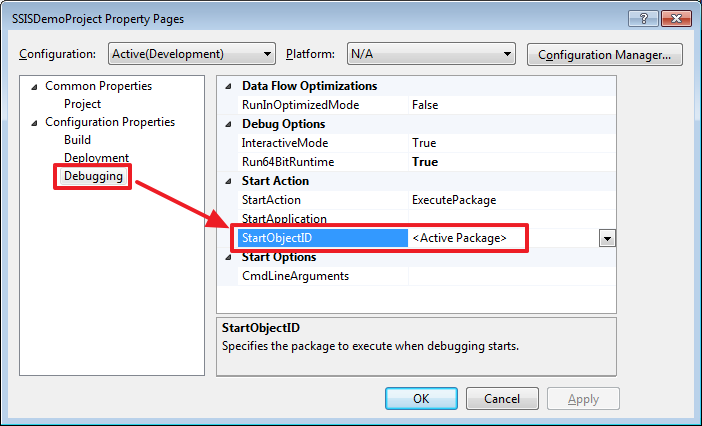 SSISDemoProject Property Pages
Configuration: Active(Development) Platform: N/A Configuration Manager...
Common Properties
Project
Configuration Properties
Build
Deployment
Debugging
Data Flow Optimizations
RunInOptimizedMode False
Debug Options
InteractiveMode True
Run64BitRuntime True
Start Action
StartAction ExecutePackage
StartApplication
StartObjectID <Active Package>
Start Options
CmdLineArguments
StartObjectID
Specifies the package to execute when debugging starts.
OK Cancel Apply